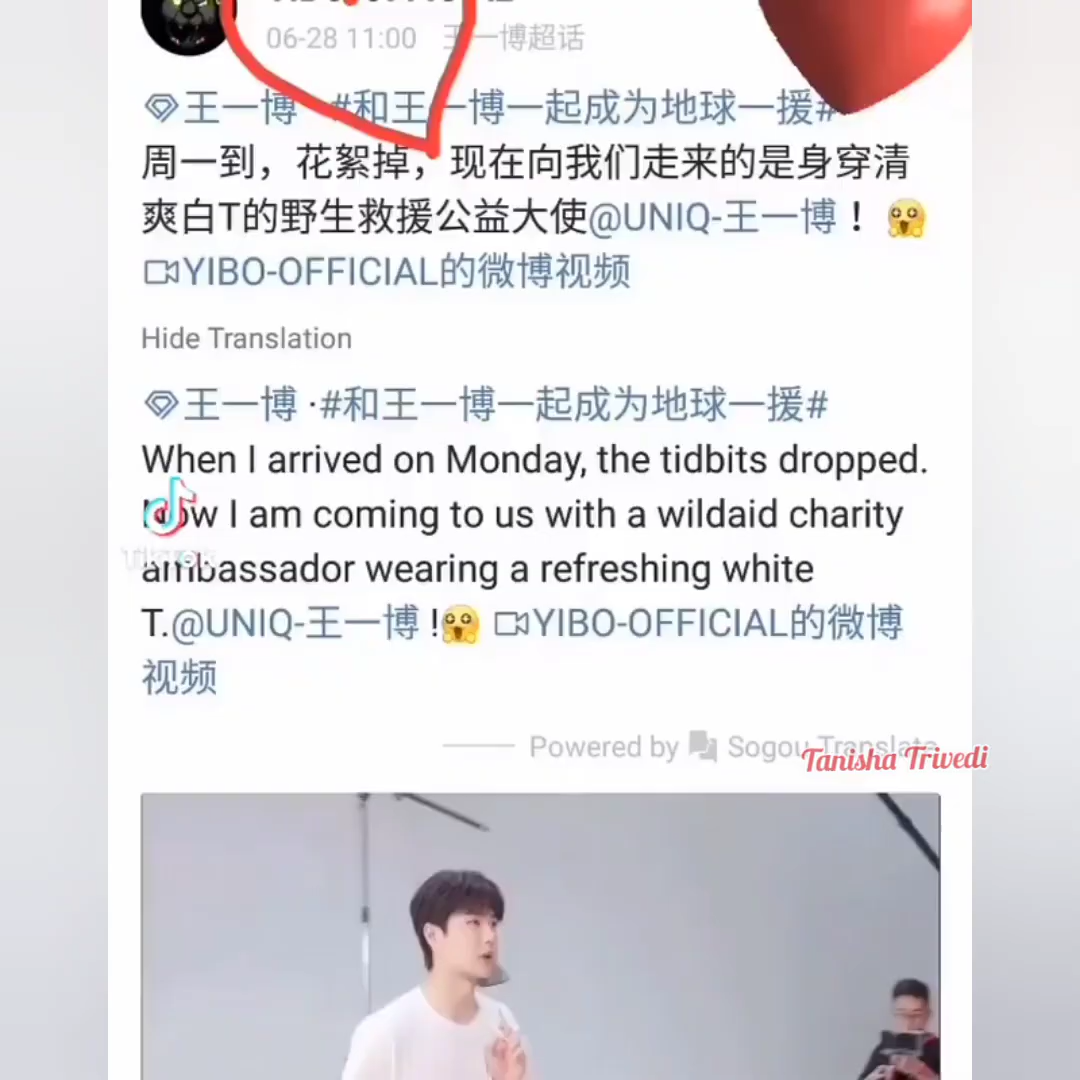 06-28 11:00 王一博超话
王一博 #和王一博一起成为地球一援#
周一到，花絮掉，现在向我们走来的是身穿清
爽白T的野生救援公益大使@UNIQ-王一博！
YIBO-OFFICIAL的微博视频
Hide Translation
王一博·#和王一博一起成为地球一援#
When I arrived on Monday, the tidbits dropped.
Now I am coming to us with a wildaid charity
TikTok
ambassador wearing a refreshing white
T.@UNIQ-王一博 ! YIBO-OFFICIAL的微博
视频
Powered by Sogou Translate
Tanisha Trivedi